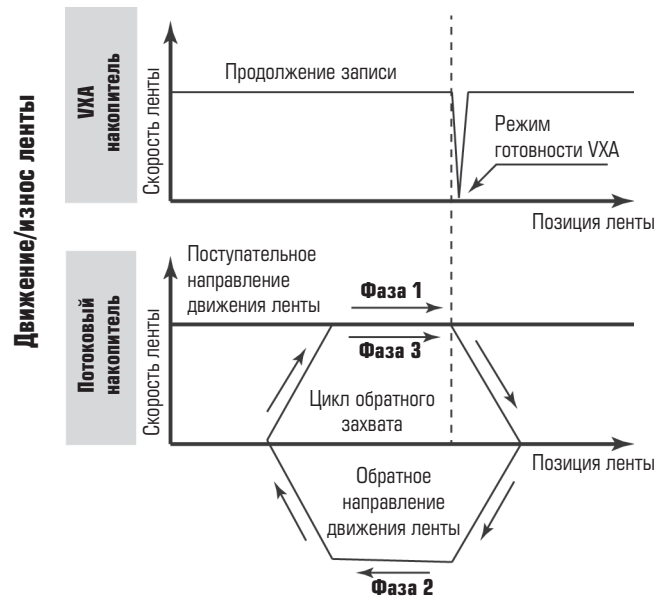 Движение/износ ленты
VXA
накопитель
Скорость ленты
Продолжение записи
Режим
готовности VXA
Позиция ленты
Потоковый
накопитель
Скорость ленты
Поступательное
направление
движения ленты
Фаза 1
Фаза 3
Цикл обратного
захвата
Позиция ленты
Обратное
направление
движения ленты
Фаза 2